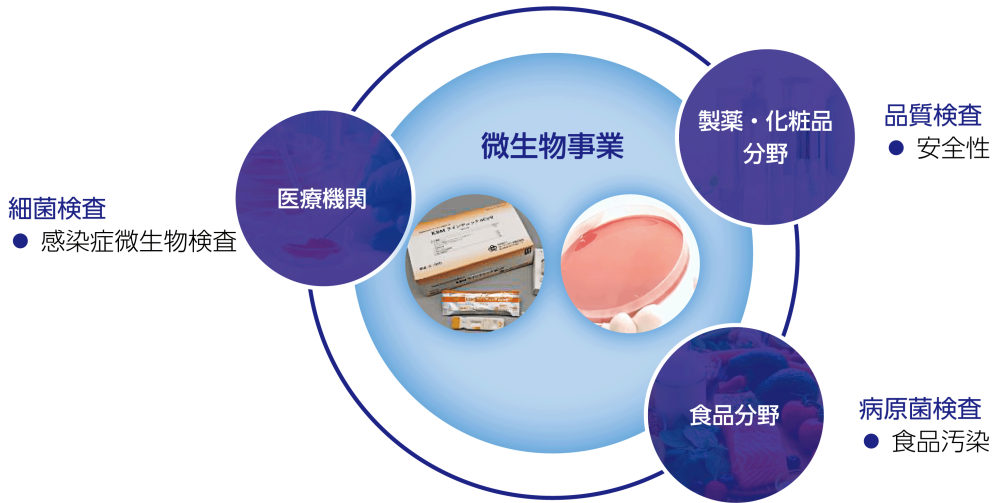 微生物事業
医療機関
細菌検査
● 感染症微生物検査
製薬・化粧品
分野
品質検査
● 安全性
食品分野
病原菌検査
● 食品汚染